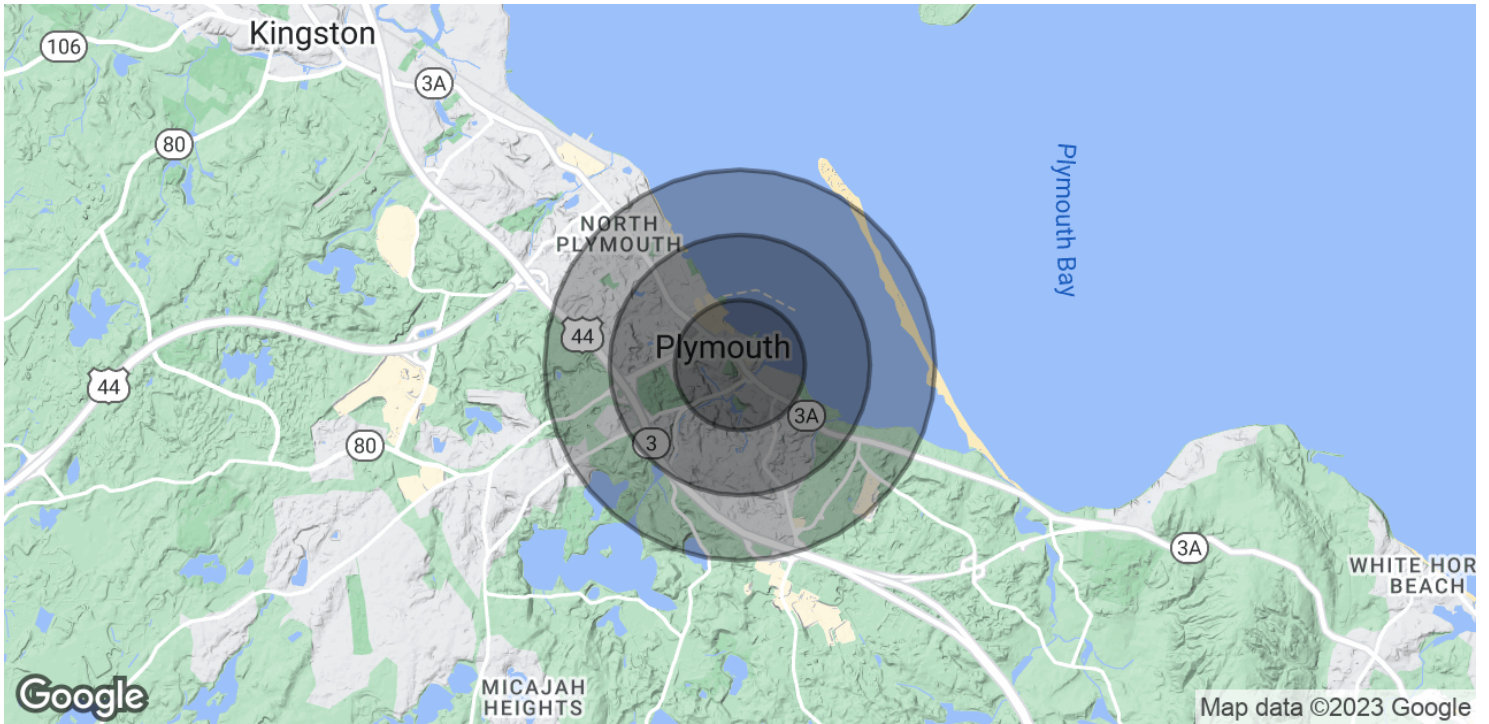 Kingston
106
3A
80
Plymouth Bay
NORTH
PLYMOUTH
44
Plymouth
44
3A
80
3
3A
WHITE HOR
BEACH
MICAJAH
HEIGHTS
Google
Map data ©2023 Google